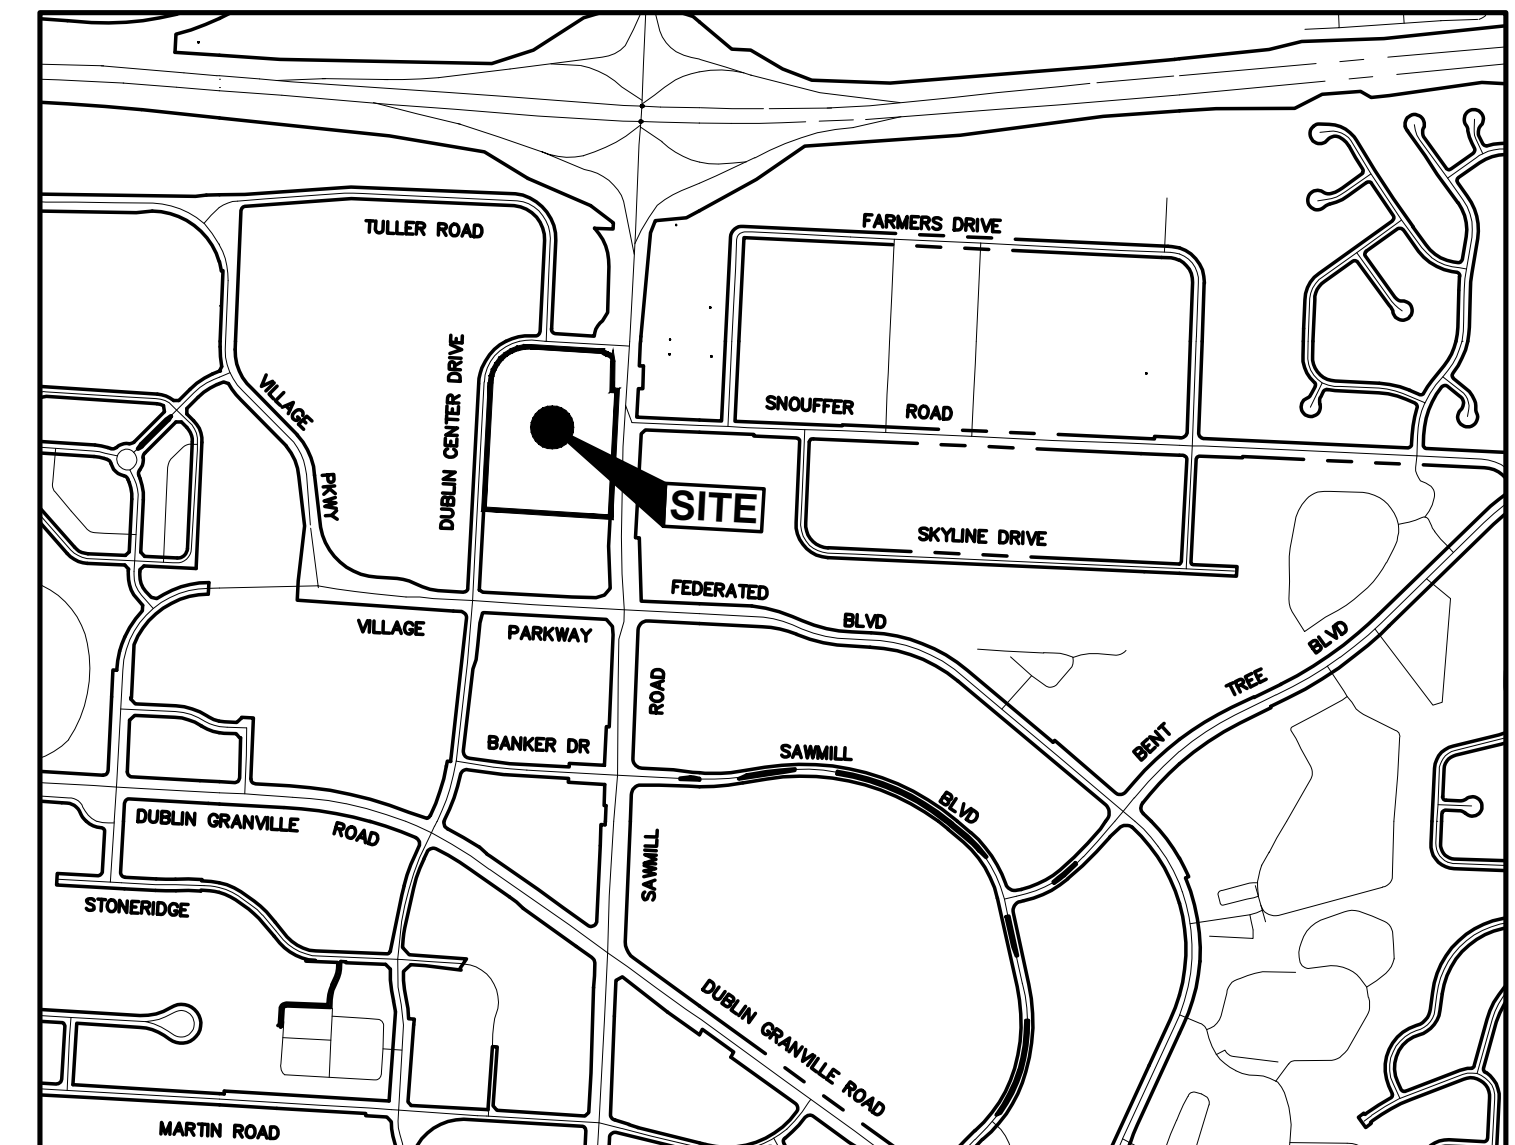 FARMERS DRIVE
TULLER ROAD
DUBLIN CENTER DRIVE
VILLAGE
PKWY
SNOUFFER ROAD
SITE
SKYLINE DRIVE
FEDERATED
BLVD
VILLAGE PARKWAY
BENT TREE BLVD
ROAD
BANKER DR
SAWMILL
BLVD
DUBLIN GRANVILLE ROAD
SAWMILL
STONERIDGE
DUBLIN GRANVILLE ROAD
MARTIN ROAD